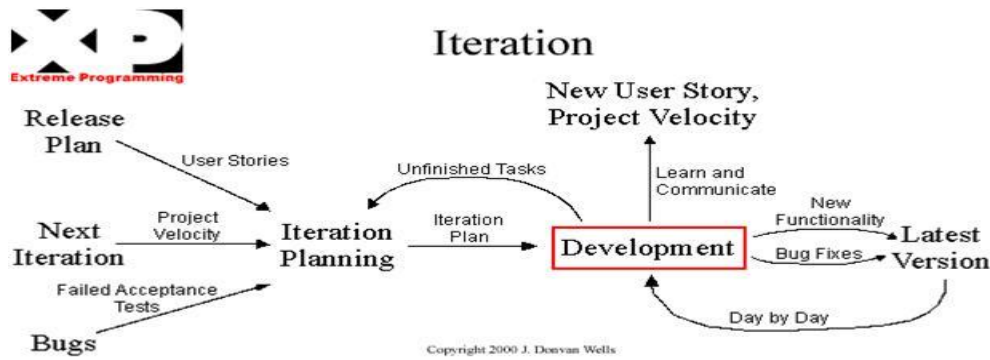 XP
Extreme Programming
Iteration
New User Story,
Project Velocity
Release
Plan
User Stories
Unfinished Tasks
Learn and
Communicate
Next
Iteration
Project
Velocity
Iteration
Planning
Iteration
Plan
Development
New
Functionality
Bug Fixes
Latest
Version
Failed Acceptance
Tests
Bugs
Day by Day
Copyright 2000 J. Donvan Wells